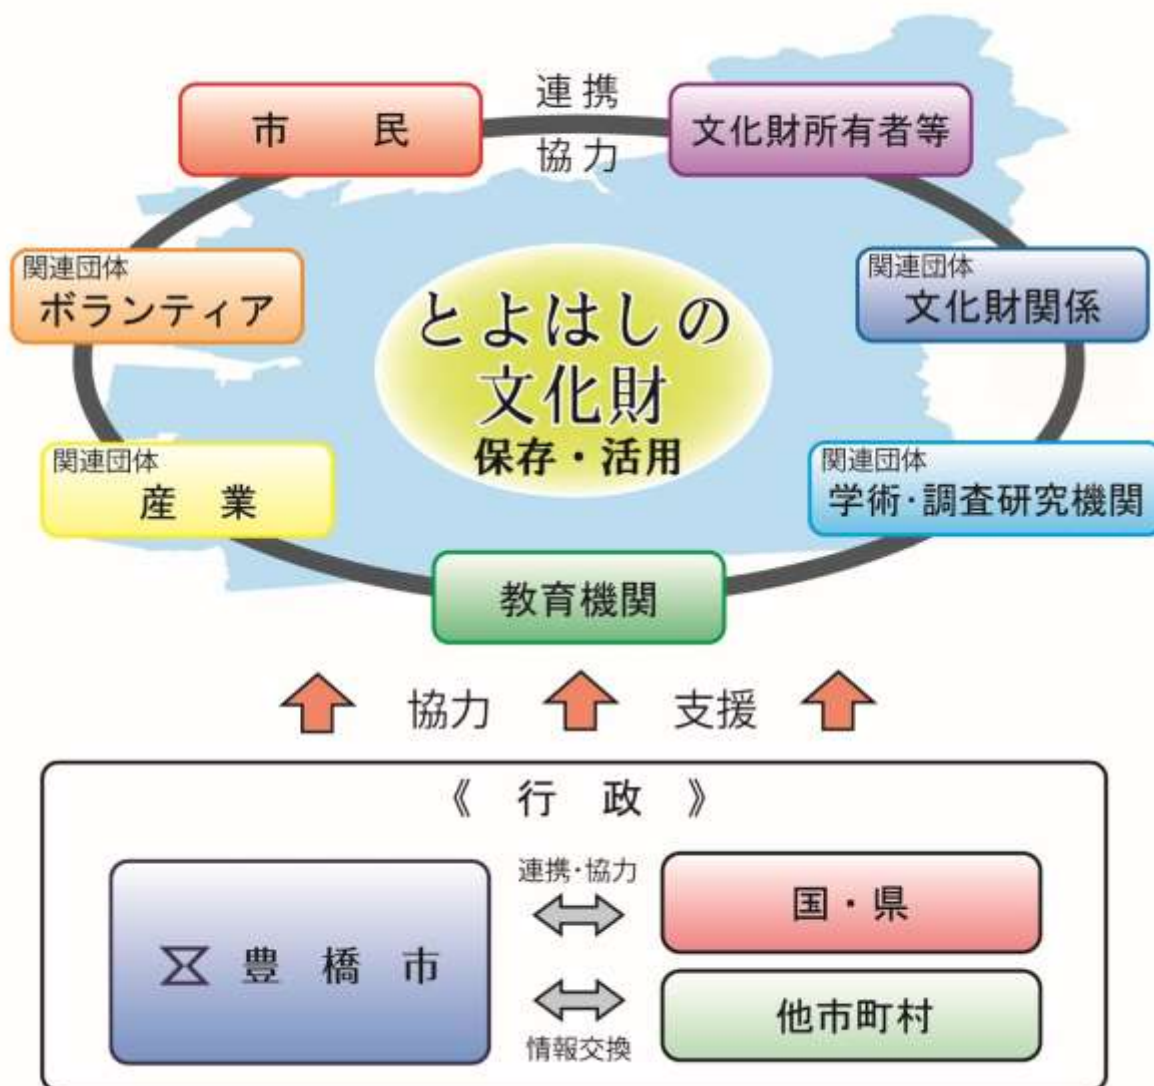 連携
協力
市民
文化財所有者等
関連団体
ボランティア
関連団体
文化財関係
とよはしの
文化財
保存・活用
関連団体
産業
関連団体
学術・調査研究機関
教育機関
協力
支援
《行政》
豊橋市
連携・協力
国・県
情報交換
他市町村